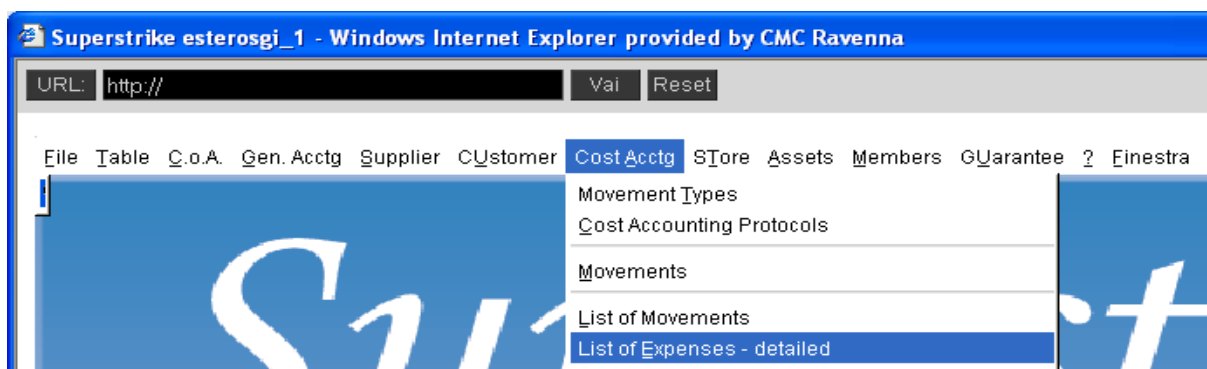 Superstrike esterosgi_1 - Windows Internet Explorer provided by CMC Ravenna
URL: http:// Vai Reset
File Table C.o.A. Gen. Acctg Supplier CUstomer Cost Acctg STore Assets Members GUarantee ? Finestra
Movement Types
Cost Accounting Protocols
Movements
List of Movements
List of Expenses - detailed